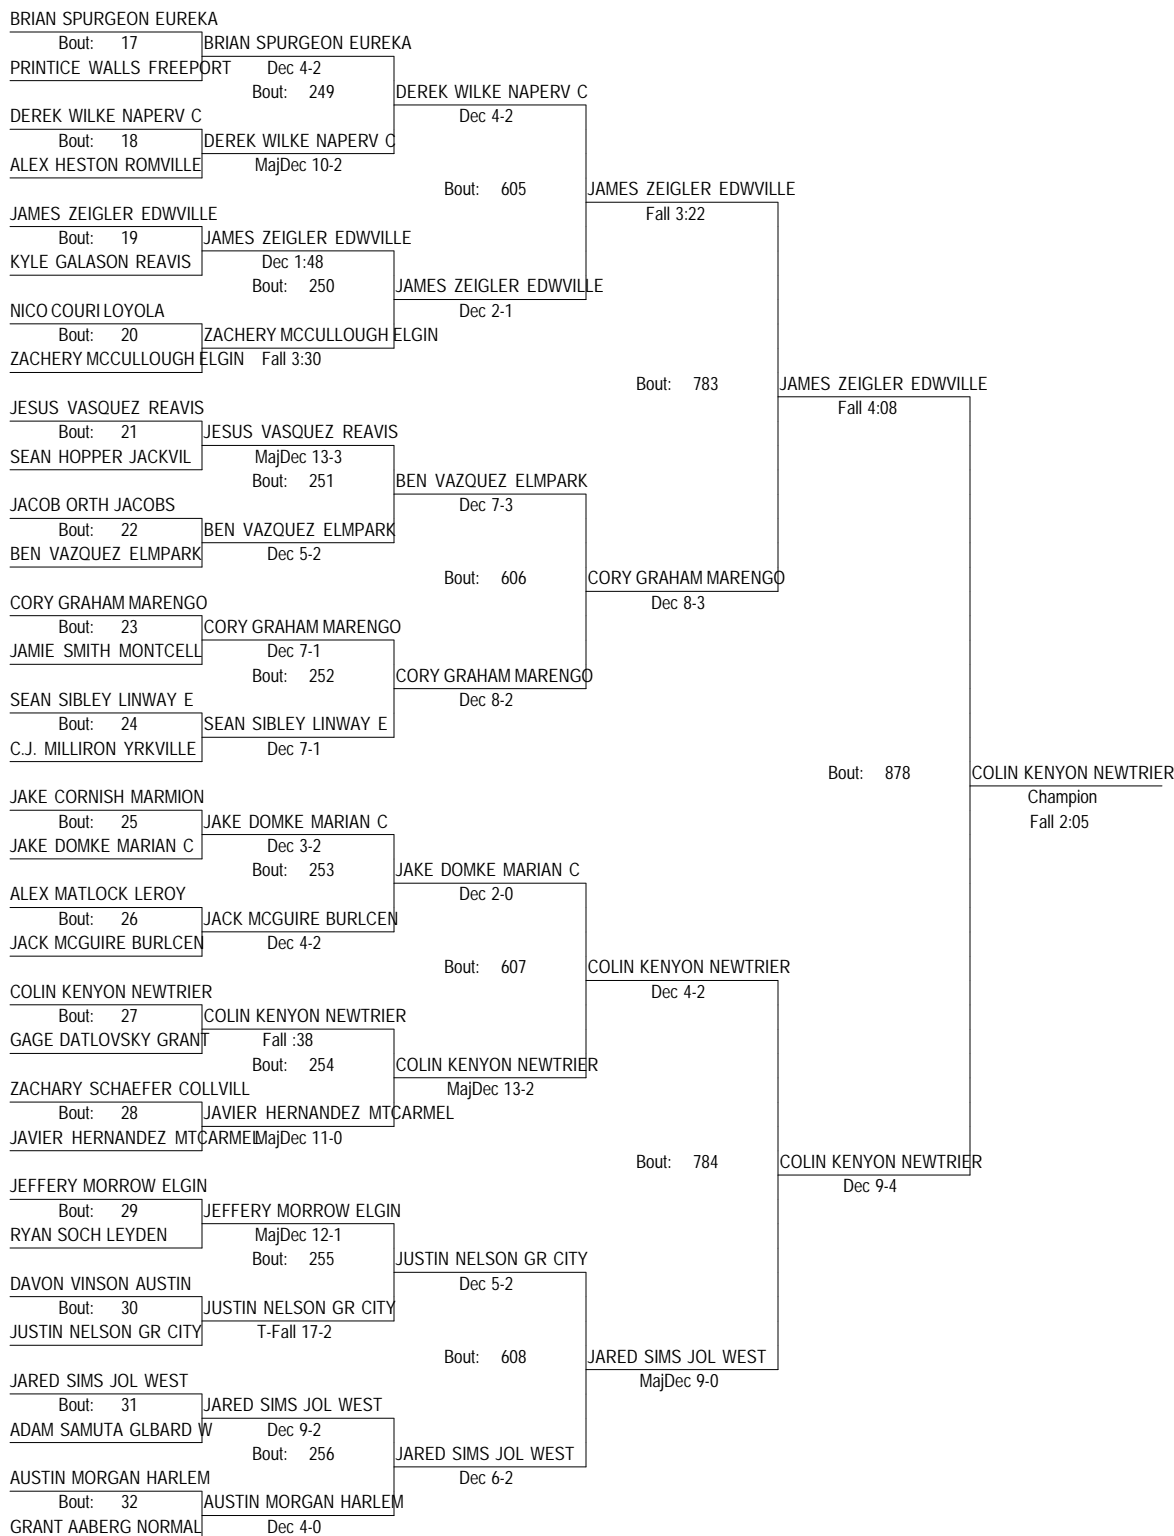 BRIAN SPURGEON EUREKA
Bout: 17 BRIAN SPURGEON EUREKA
PRINTICE WALLS FREEPORT Dec 4-2
Bout: 249 DEREK WILKE NAPERV C
DEREK WILKE NAPERV C Dec 4-2
Bout: 18 DEREK WILKE NAPERV C
ALEX HESTON ROMVILLE MajDec 10-2
Bout: 605 JAMES ZEIGLER EDWVILLE
JAMES ZEIGLER EDWVILLE Fall 3:22
Bout: 19 JAMES ZEIGLER EDWVILLE
KYLE GALASON REAVIS Dec 1:48
Bout: 250 JAMES ZEIGLER EDWVILLE
NICO COURI LOYOLA Dec 2-1
Bout: 20 ZACHERY MCCULLOUGH ELGIN
ZACHERY MCCULLOUGH ELGIN Fall 3:30
Bout: 783 JAMES ZEIGLER EDWVILLE
JESUS VASQUEZ REAVIS Fall 4:08
Bout: 21 JESUS VASQUEZ REAVIS
SEAN HOPPER JACKVIL MajDec 13-3
Bout: 251 BEN VAZQUEZ ELMPARK
JACOB ORTH JACOBS Dec 7-3
Bout: 22 BEN VAZQUEZ ELMPARK
BEN VAZQUEZ ELMPARK Dec 5-2
Bout: 606 CORY GRAHAM MARENGO
CORY GRAHAM MARENGO Dec 8-3
Bout: 23 CORY GRAHAM MARENGO
JAMIE SMITH MONTCELL Dec 7-1
Bout: 252 CORY GRAHAM MARENGO
SEAN SIBLEY LINWAY E Dec 8-2
Bout: 24 SEAN SIBLEY LINWAY E
C.J. MILLIRON YRKVILLE Dec 7-1
Bout: 878 COLIN KENYON NEWTRIER
JAKE CORNISH MARMION Champion
Bout: 25 JAKE DOMKE MARIAN C Fall 2:05
JAKE DOMKE MARIAN C Dec 3-2
Bout: 253 JAKE DOMKE MARIAN C
ALEX MATLOCK LEROY Dec 2-0
Bout: 26 JACK MCGUIRE BURLCEN
JACK MCGUIRE BURLCEN Dec 4-2
Bout: 607 COLIN KENYON NEWTRIER
COLIN KENYON NEWTRIER Dec 4-2
Bout: 27 COLIN KENYON NEWTRIER
GAGE DATLOVSKY GRANT Fall :38
Bout: 254 COLIN KENYON NEWTRIER
ZACHARY SCHAEFER COLLVILL MajDec 13-2
Bout: 28 JAVIER HERNANDEZ MTCARMEL
JAVIER HERNANDEZ MTCARMEL MajDec 11-0
Bout: 784 COLIN KENYON NEWTRIER
JEFFERY MORROW ELGIN Dec 9-4
Bout: 29 JEFFERY MORROW ELGIN
RYAN SOCH LEYDEN MajDec 12-1
Bout: 255 JUSTIN NELSON GR CITY
DAVON VINSON AUSTIN Dec 5-2
Bout: 30 JUSTIN NELSON GR CITY
JUSTIN NELSON GR CITY T-Fall 17-2
Bout: 608 JARED SIMS JOL WEST
JARED SIMS JOL WEST MajDec 9-0
Bout: 31 JARED SIMS JOL WEST
ADAM SAMUTA GLBARD W Dec 9-2
Bout: 256 JARED SIMS JOL WEST
AUSTIN MORGAN HARLEM Dec 6-2
Bout: 32 AUSTIN MORGAN HARLEM
GRANT AABERG NORMAL Dec 4-0